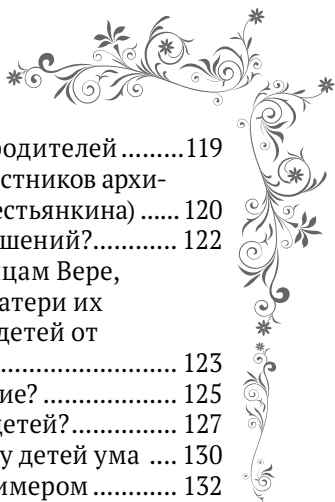 родителей.........119
стников архи-
естьянкина) ...... 120
шений?............ 122
цам Вере,
атери их
детей от
..................... 123
ие? .................. 125
детей?.............. 127
у детей ума .... 130
имером ............ 132